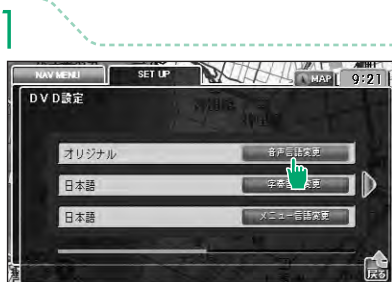 1
NAV MENU SET UP MAP 9:21
DVD設定
オリジナル 音声言語変更
日本語 字幕言語変更
日本語 メニュー言語変更
戻る